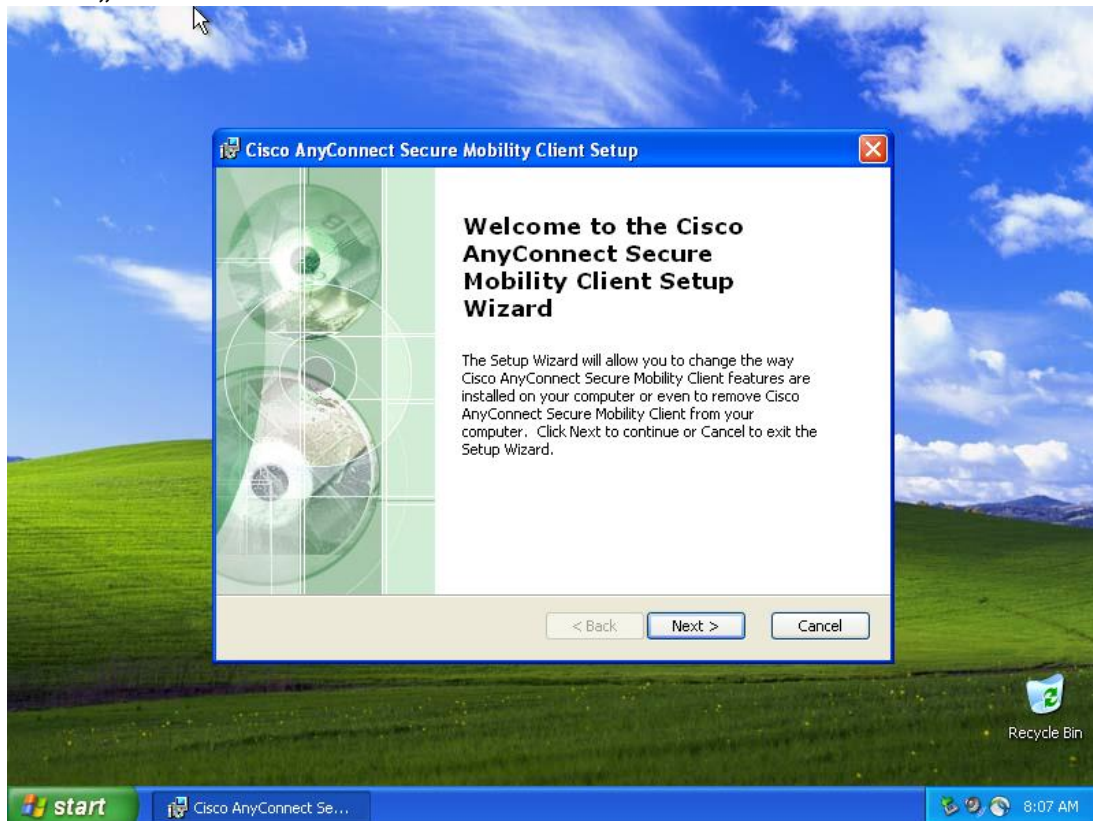 Cisco AnyConnect Secure Mobility Client Setup
Welcome to the Cisco
AnyConnect Secure
Mobility Client Setup
Wizard
The Setup Wizard will allow you to change the way
Cisco AnyConnect Secure Mobility Client features are
installed on your computer or even to remove Cisco
AnyConnect Secure Mobility Client from your
computer. Click Next to continue or Cancel to exit the
Setup Wizard.
< Back
Next >
Cancel
Recycle Bin
start
Cisco AnyConnect Se...
8:07 AM